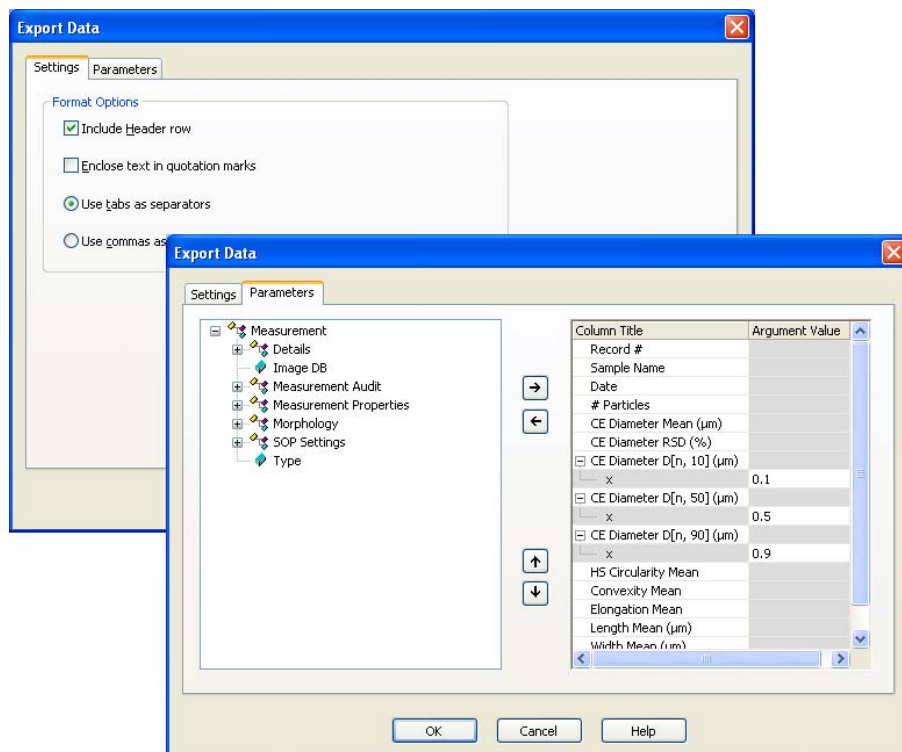 Export Data
Settings Parameters
Format Options
Include Header row
Enclose text in quotation marks
Use tabs as separators
Use commas as
Export Data
Settings Parameters
Measurement
Details
Image DB
Measurement Audit
Measurement Properties
Morphology
SOP Settings
Type
Column Title Argument Value
Record #
Sample Name
Date
# Particles
CE Diameter Mean (µm)
CE Diameter RSD (%)
CE Diameter D[n, 10] (µm)
x 0.1
CE Diameter D[n, 50] (µm)
x 0.5
CE Diameter D[n, 90] (µm)
x 0.9
HS Circularity Mean
Convexity Mean
Elongation Mean
Length Mean (µm)
Width Mean (µm)
OK Cancel Help